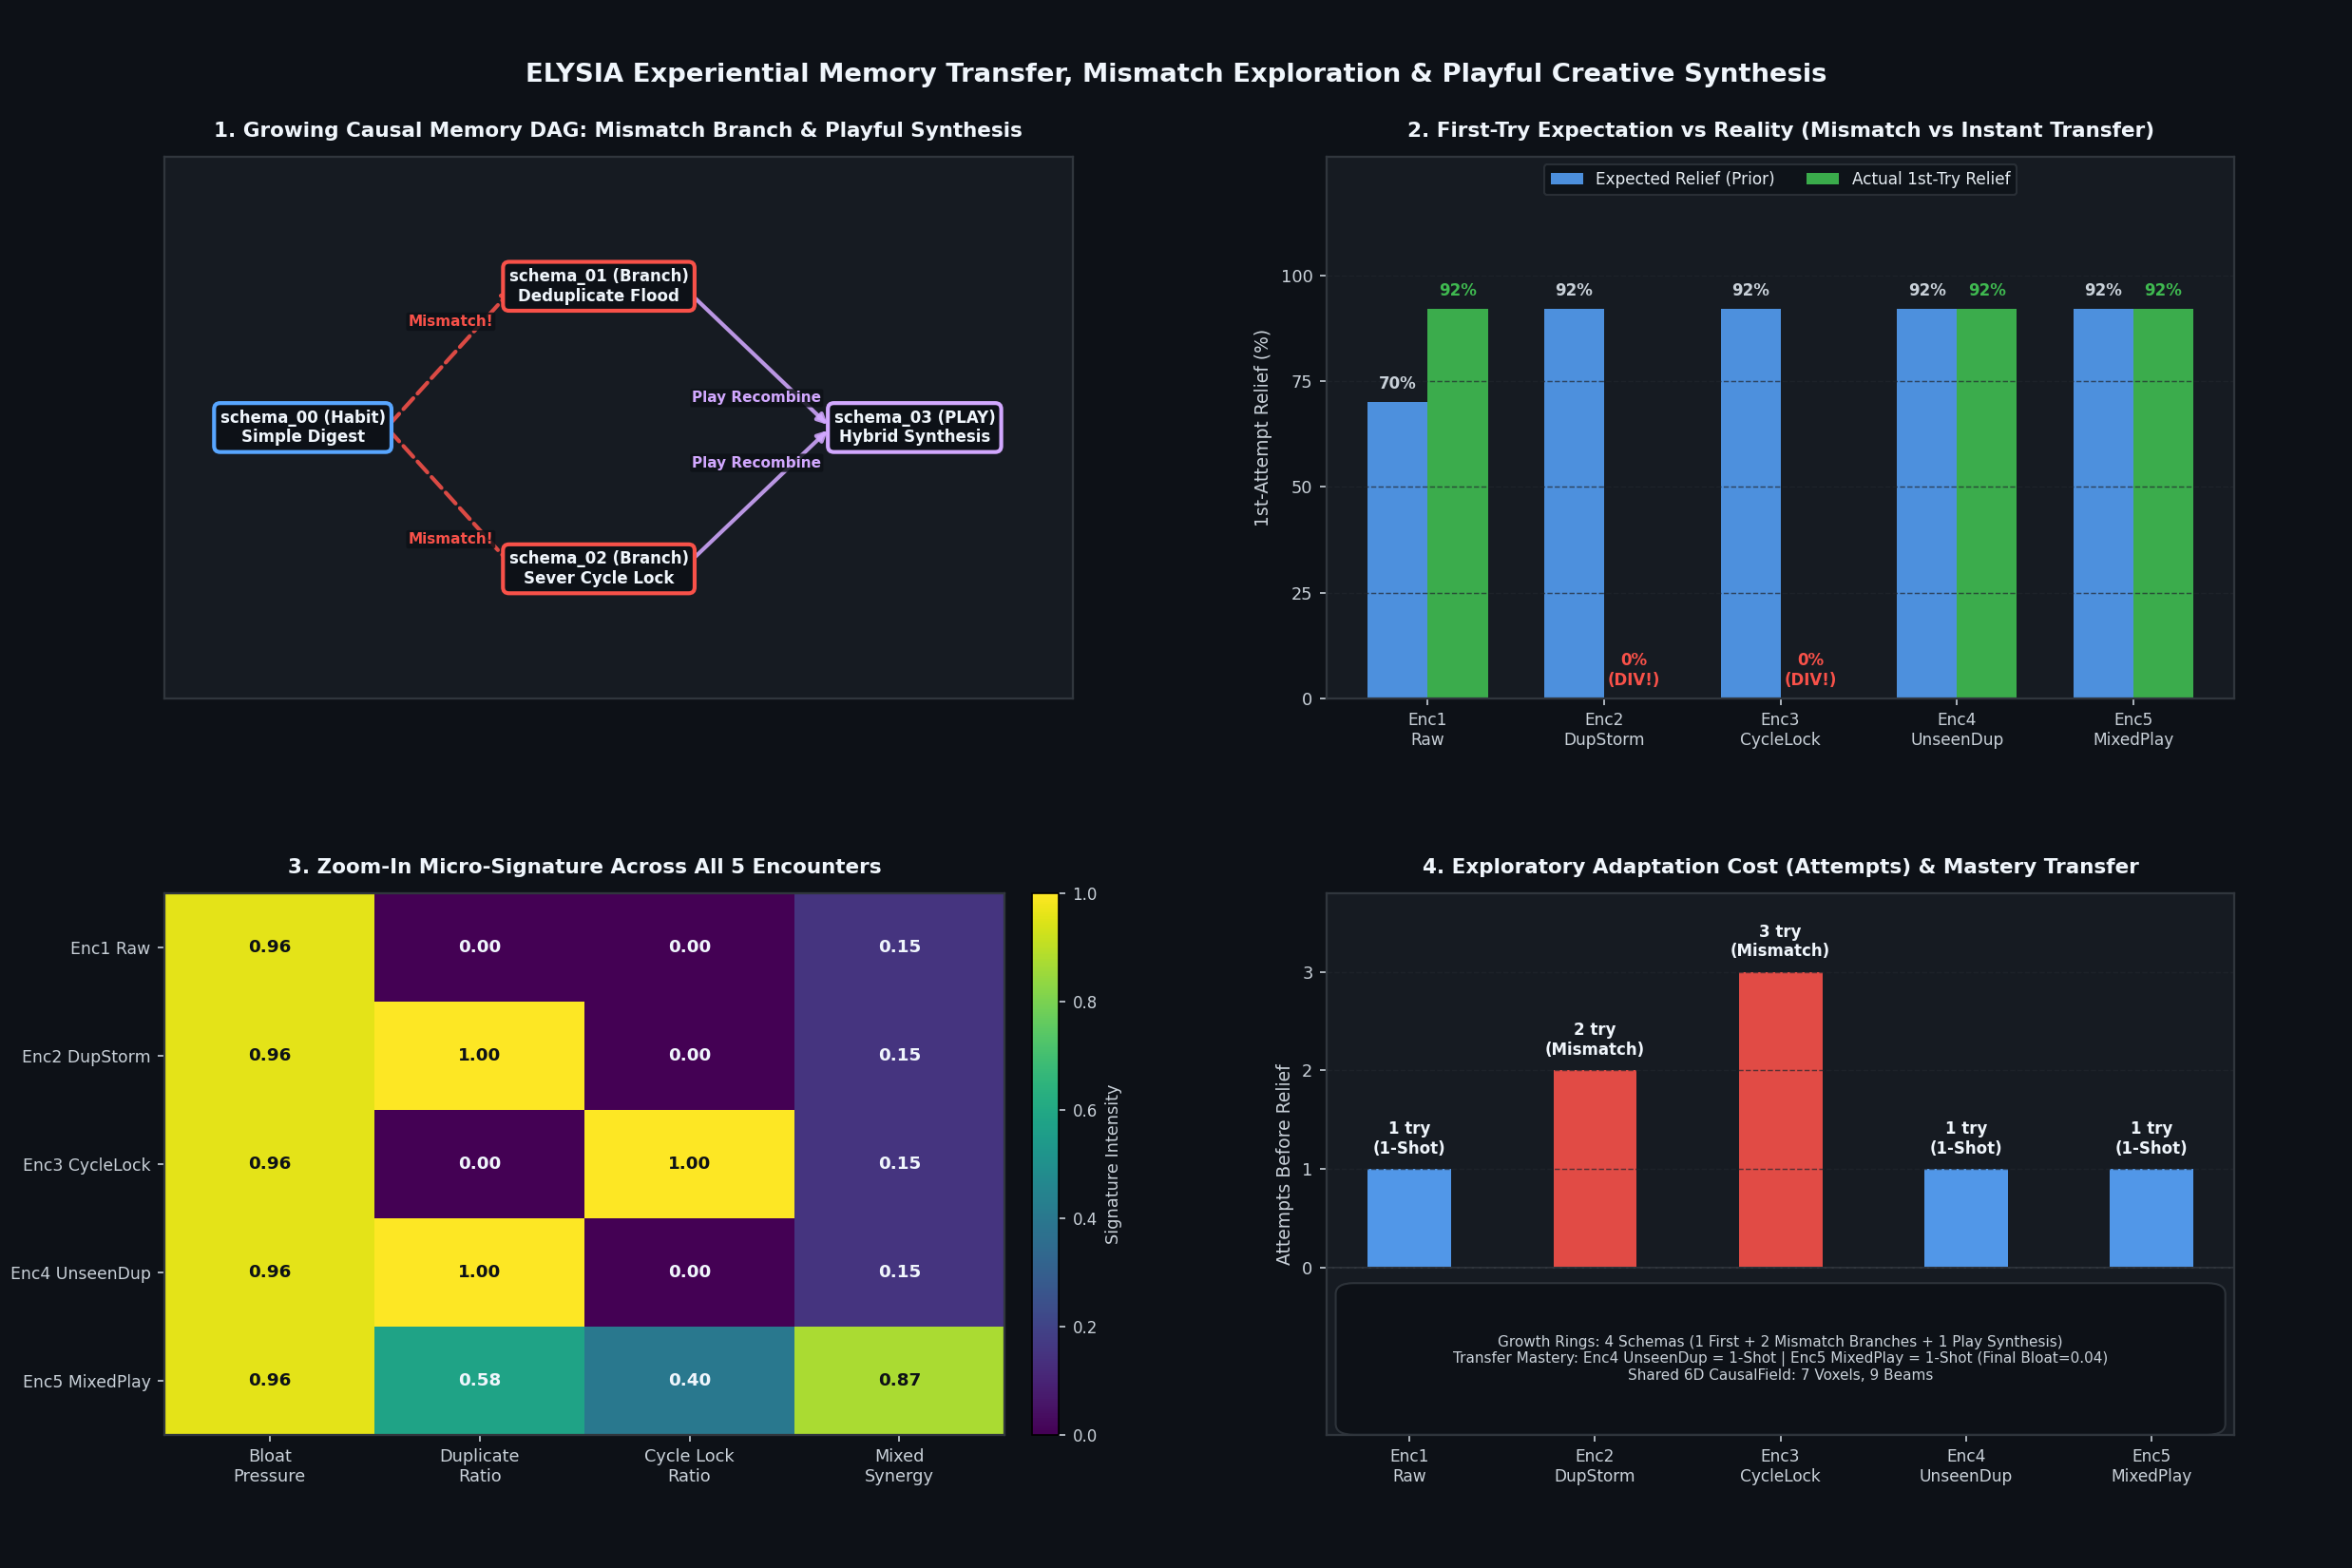 ELYSIA Experiential Memory Transfer, Mismatch Exploration & Playful Creative Synthesis
1. Growing Causal Memory DAG: Mismatch Branch & Playful Synthesis
schema_01 (Branch)
Deduplicate Flood
Mismatch!
Play Recombine
schema_00 (Habit)
Simple Digest
schema_03 (PLAY)
Hybrid Synthesis
Play Recombine
Mismatch!
schema_02 (Branch)
Sever Cycle Lock
2. First-Try Expectation vs Reality (Mismatch vs Instant Transfer)
Expected Relief (Prior)
Actual 1st-Try Relief
1st-Attempt Relief (%)
100
75
50
25
0
70%
92%
92%
0%
(DIV!)
92%
0%
(DIV!)
92%
92%
92%
92%
Enc1
Raw
Enc2
DupStorm
Enc3
CycleLock
Enc4
UnseenDup
Enc5
MixedPlay
3. Zoom-In Micro-Signature Across All 5 Encounters
Enc1 Raw
0.96
0.00
0.00
0.15
Enc2 DupStorm
0.96
1.00
0.00
0.15
Enc3 CycleLock
0.96
0.00
1.00
0.15
Enc4 UnseenDup
0.96
1.00
0.00
0.15
Enc5 MixedPlay
0.96
0.58
0.40
0.87
Bloat
Pressure
Duplicate
Ratio
Cycle Lock
Ratio
Mixed
Synergy
1.0
0.8
0.6
0.4
0.2
0.0
Signature Intensity
4. Exploratory Adaptation Cost (Attempts) & Mastery Transfer
Attempts Before Relief
3
2
1
0
1 try
(1-Shot)
2 try
(Mismatch)
3 try
(Mismatch)
1 try
(1-Shot)
1 try
(1-Shot)
Growth Rings: 4 Schemas (1 First + 2 Mismatch Branches + 1 Play Synthesis)
Transfer Mastery: Enc4 UnseenDup = 1-Shot | Enc5 MixedPlay = 1-Shot (Final Bloat=0.04)
Shared 6D CausalField: 7 Voxels, 9 Beams
Enc1
Raw
Enc2
DupStorm
Enc3
CycleLock
Enc4
UnseenDup
Enc5
MixedPlay